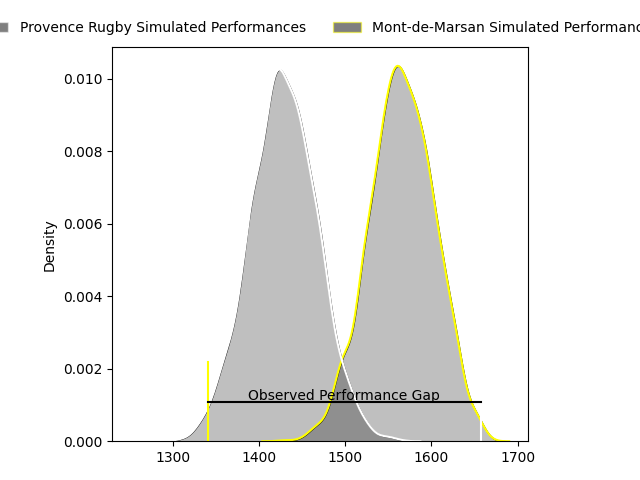 Provence Rugby Simulated Performances
Mont-de-Marsan Simulated Performanc
0.010
0.008
0.006
0.004
0.002
0.000
Density
Observed Performance Gap
1300 1400 1500 1600 1700